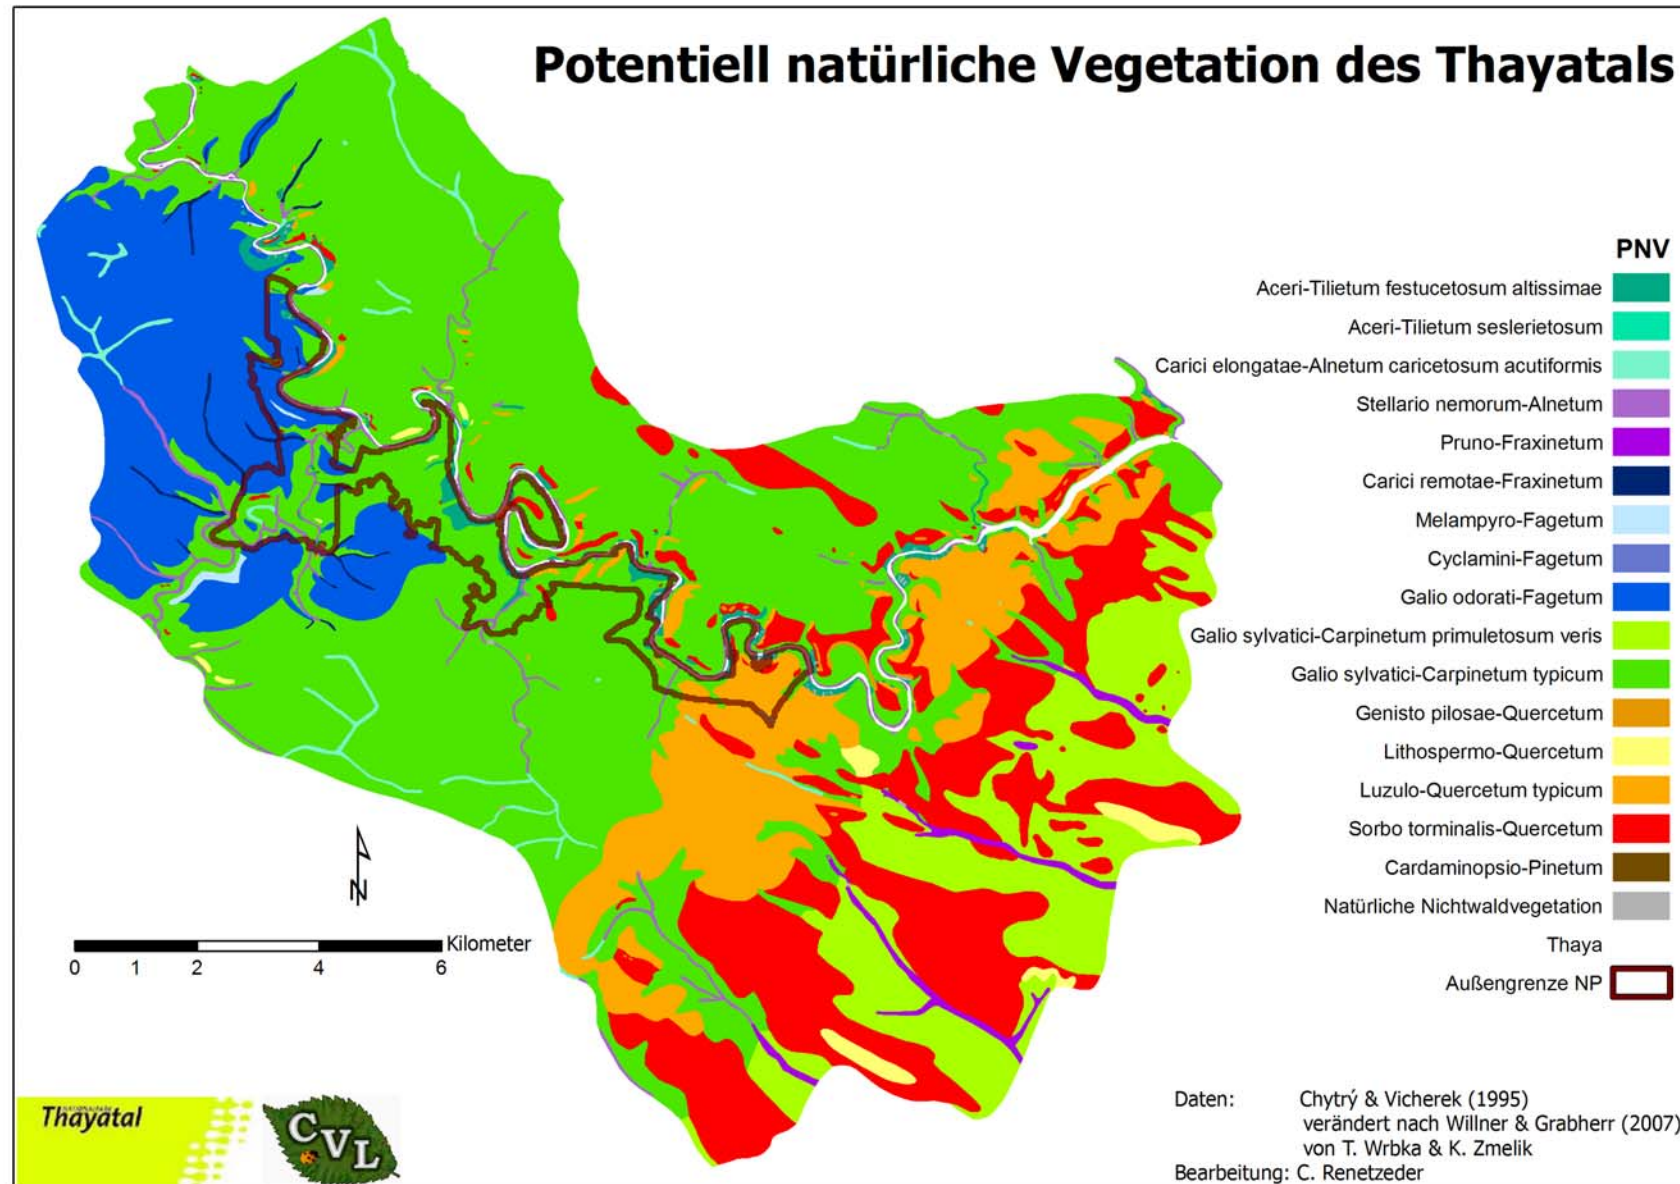 Potentiell natürliche Vegetation des Thayatals
PNV
Aceri-Tilietum festucetosum altissimae
Aceri-Tilietum seslerietosum
Carici elongatae-Alnetum caricetosum acutiformis
Stellario nemorum-Alnetum
Pruno-Fraxinetum
Carici remotae-Fraxinetum
Melampyro-Fagetum
Cyclamini-Fagetum
Galio odorati-Fagetum
Galio sylvatici-Carpinetum primuletosum veris
Galio sylvatici-Carpinetum typicum
Genisto pilosae-Quercetum
Lithospermo-Quercetum
Luzulo-Quercetum typicum
Sorbo torminalis-Quercetum
Cardaminopsio-Pinetum
Natürliche Nichtwaldvegetation
Thaya
Außengrenze NP
N
Kilometer
0 1 2 4 6
Thayatal
CVL
Daten: Chytrý & Vicherek (1995)
verändert nach Willner & Grabherr (2007)
von T. Wrbka & K. Zmelik
Bearbeitung: C. Renetzeder